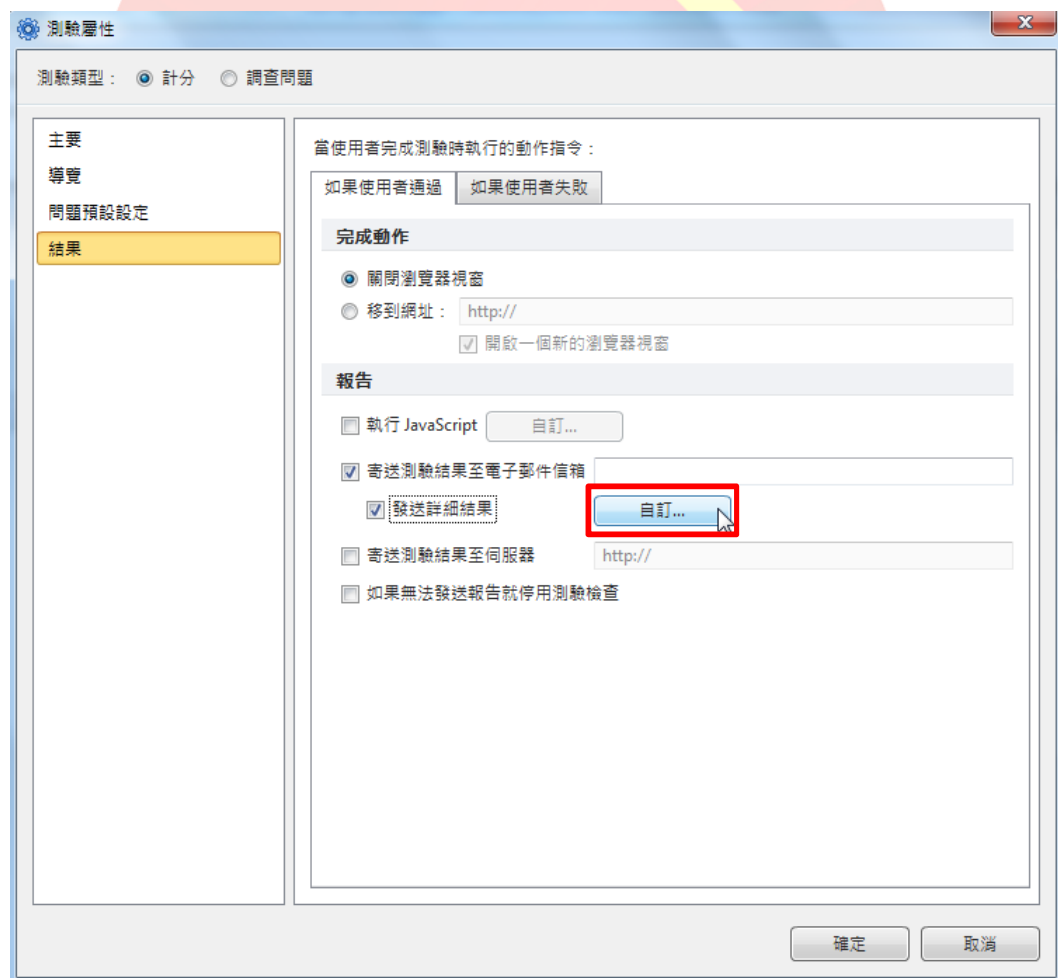 測驗屬性
測驗類型： 計分 調查問題
主要
導覽
問題預設設定
結果
當使用者完成測驗時執行的動作指令：
如果使用者通過 如果使用者失敗
完成動作
關閉瀏覽器視窗
移到網址： http://
開啟一個新的瀏覽器視窗
報告
執行 JavaScript 自訂...
寄送測驗結果至電子郵件信箱
發送詳細結果 自訂...
寄送測驗結果至伺服器 http://
如果無法發送報告就停用測驗檢查
確定 取消